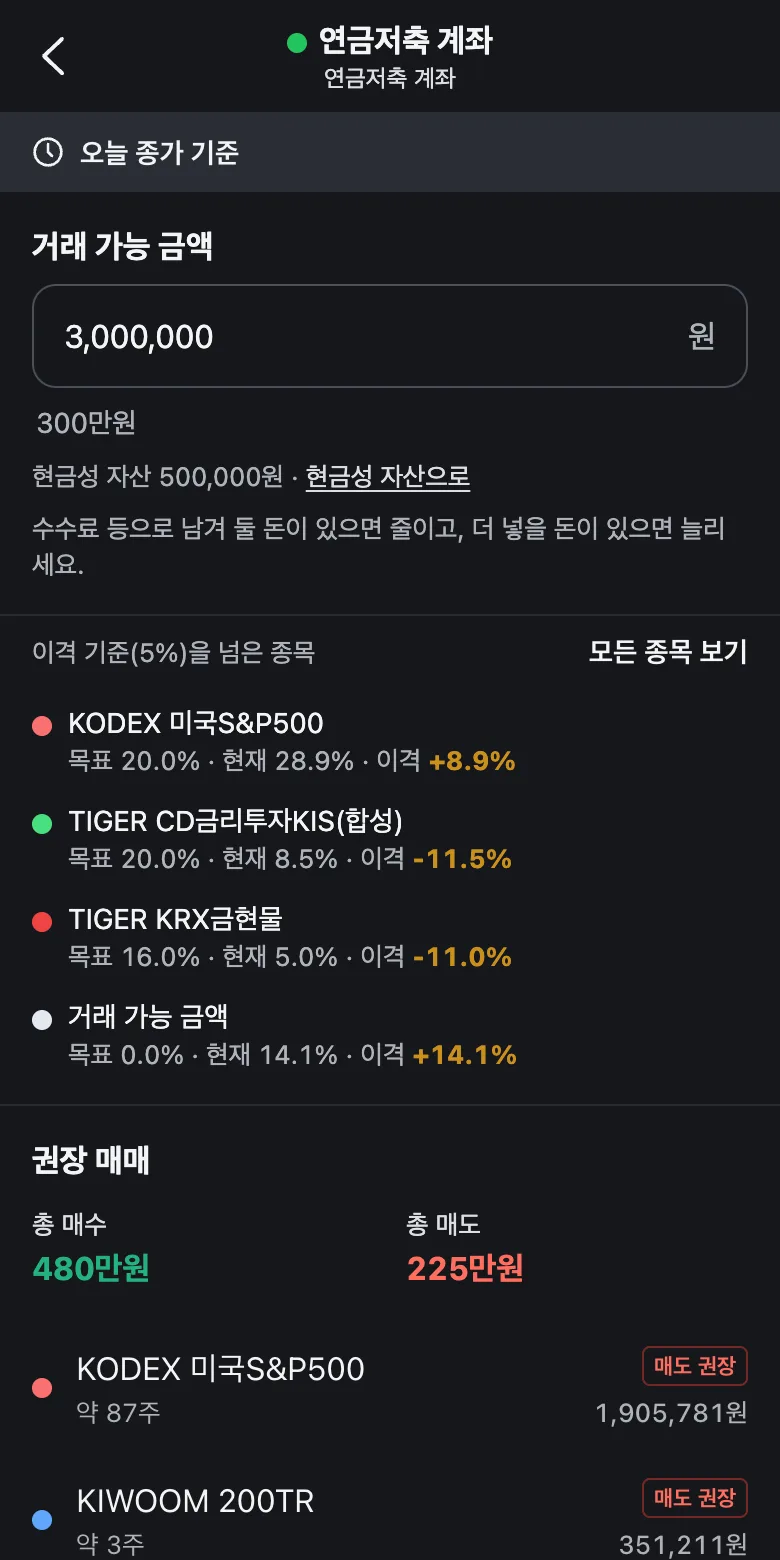 연금저축 계좌
연금저축 계좌
오늘 종가 기준
거래 가능 금액
3,000,000 원
300만원
현금성 자산 500,000원 · 현금성 자산으로
수수료 등으로 남겨 둘 돈이 있으면 줄이고, 더 넣을 돈이 있으면 늘리
세요.
이격 기준(5%)을 넘은 종목 모든 종목 보기
KODEX 미국S&P500
목표 20.0% · 현재 28.9% · 이격 +8.9%
TIGER CD금리투자KIS(합성)
목표 20.0% · 현재 8.5% · 이격 -11.5%
TIGER KRX금현물
목표 16.0% · 현재 5.0% · 이격 -11.0%
거래 가능 금액
목표 0.0% · 현재 14.1% · 이격 +14.1%
권장 매매
총 매수 총 매도
480만원 225만원
KODEX 미국S&P500 매도 권장
약 87주 1,905,781원
KIWOOM 200TR 매도 권장
약 3주 351,211원